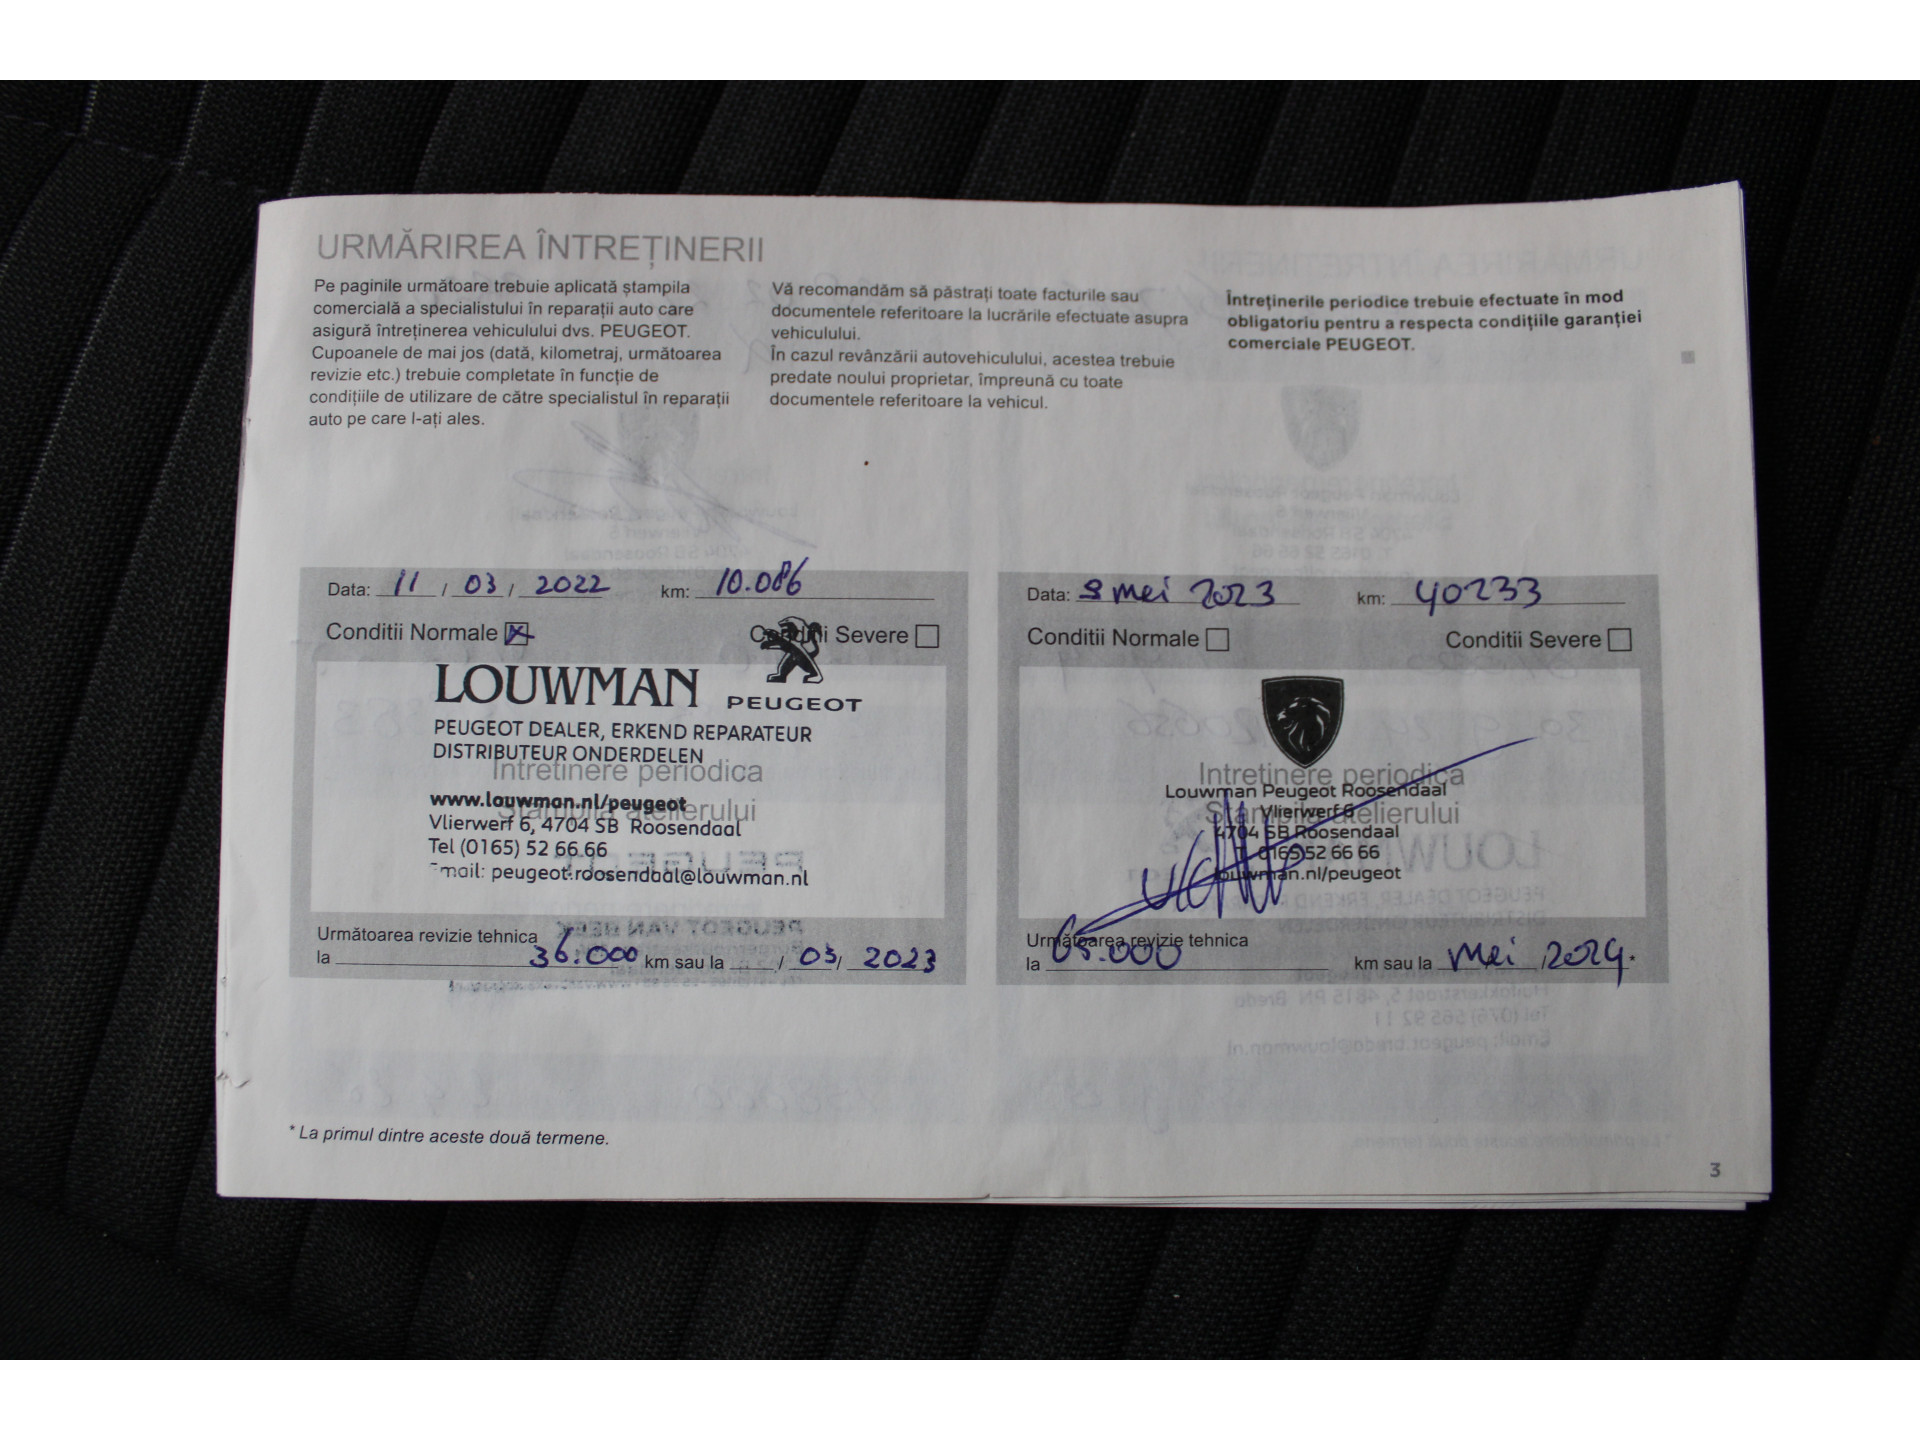 URMĂRIREA ÎNTREȚINERII
Pe paginile următoare trebuie aplicată ștampila
comercială a specialistului în reparații auto care
asigură întreținerea vehiculului dvs. PEUGEOT.
Cupoanele de mai jos (dată, kilometraj, următoarea
revizie etc.) trebuie completate în funcție de
condițiile de utilizare de către specialistul în reparații
auto pe care l-ați ales.
Vă recomandăm să păstrați toate facturile sau
documentele referitoare la lucrările efectuate asupra
vehiculului.
În cazul revânzării autovehiculului, acestea trebuie
predate noului proprietar, împreună cu toate
documentele referitoare la vehicul.
Întreținerile periodice trebuie efectuate în mod
obligatoriu pentru a respecta condițiile garanției
comerciale PEUGEOT.
Data: 11 / 03 / 2022 km: 10.086
Conditii Normale Conditii Severe
LOUWMAN PEUGEOT
PEUGEOT DEALER, ERKEND REPARATEUR
DISTRIBUTEUR ONDERDELEN
Intretinere periodica
www.louwman.nl/peugeot
Stampila atelierului
Vlierwerf 6, 4704 SB Roosendaal
Tel (0165) 52 66 66
Email: peugeot.roosendaal@louwman.nl
Următoarea revizie tehnica
la 36.000 km sau la / 03 / 2023
Data: 9 mei 2023 km: 40233
Conditii Normale Conditii Severe
Intretinere periodica
Louwman Peugeot Roosendaal
Stampila atelierului
Vlierwerf 6
4704 SB Roosendaal
T. 0165 52 66 66
louwman.nl/peugeot
Următoarea revizie tehnica
la 65.000 km sau la mei / 2024.
* La primul dintre aceste două termene.
3